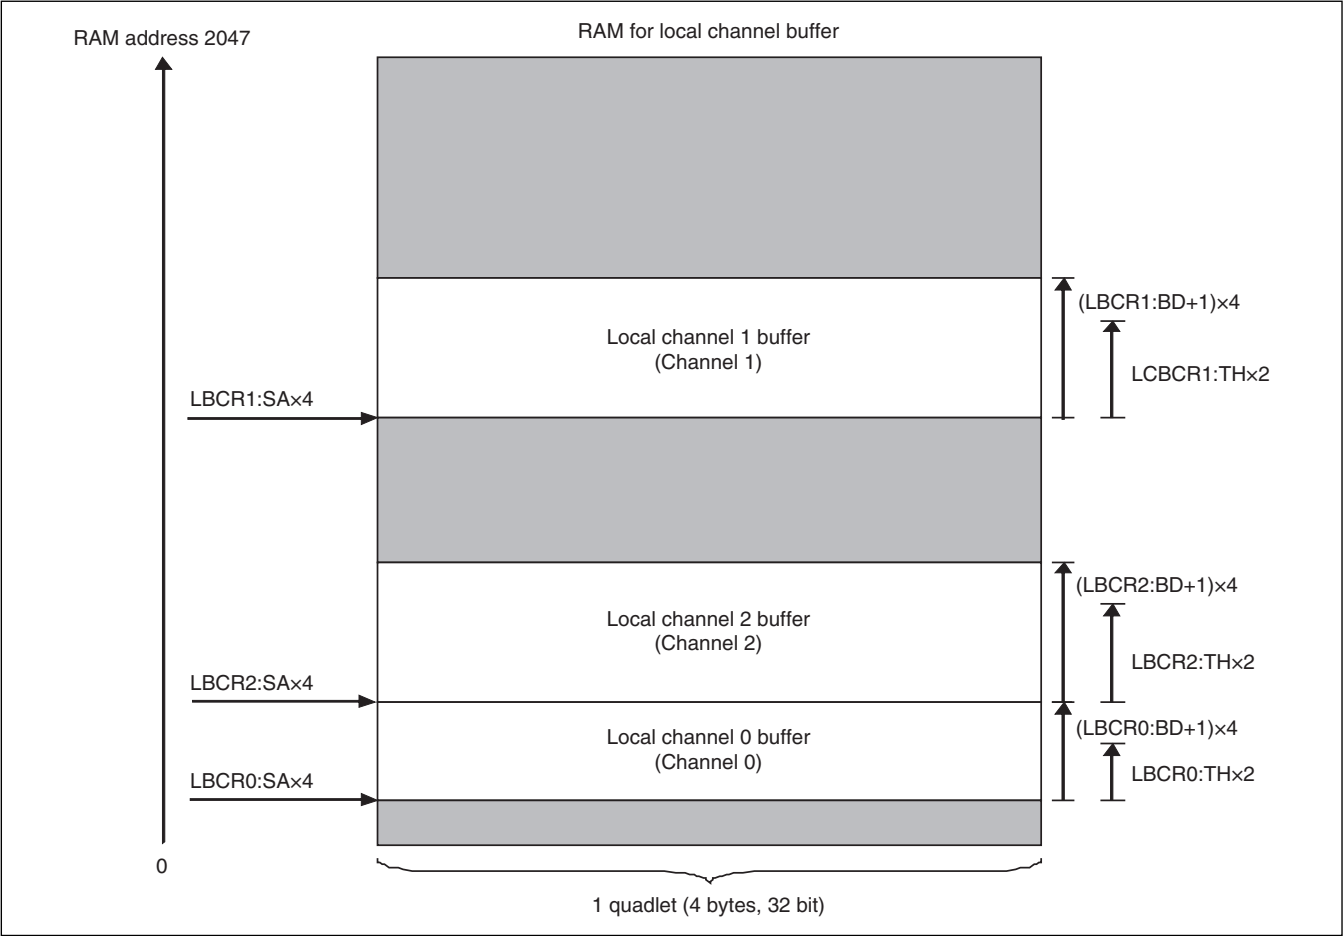 RAM address 2047
RAM for local channel buffer
(LBCR1:BD+1)×4
Local channel 1 buffer
(Channel 1)
LCBCR1:TH×2
LBCR1:SA×4
(LBCR2:BD+1)×4
Local channel 2 buffer
(Channel 2)
LBCR2:TH×2
LBCR2:SA×4
(LBCR0:BD+1)×4
Local channel 0 buffer
(Channel 0)
LBCR0:TH×2
LBCR0:SA×4
0
1 quadlet (4 bytes, 32 bit)